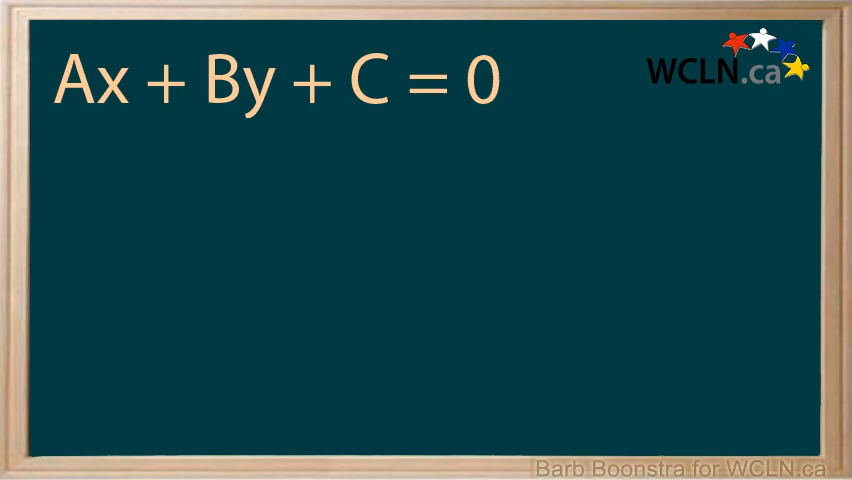 Ax + By + C = 0
WCLN.ca
Barb Boonstra for WCLN.ca